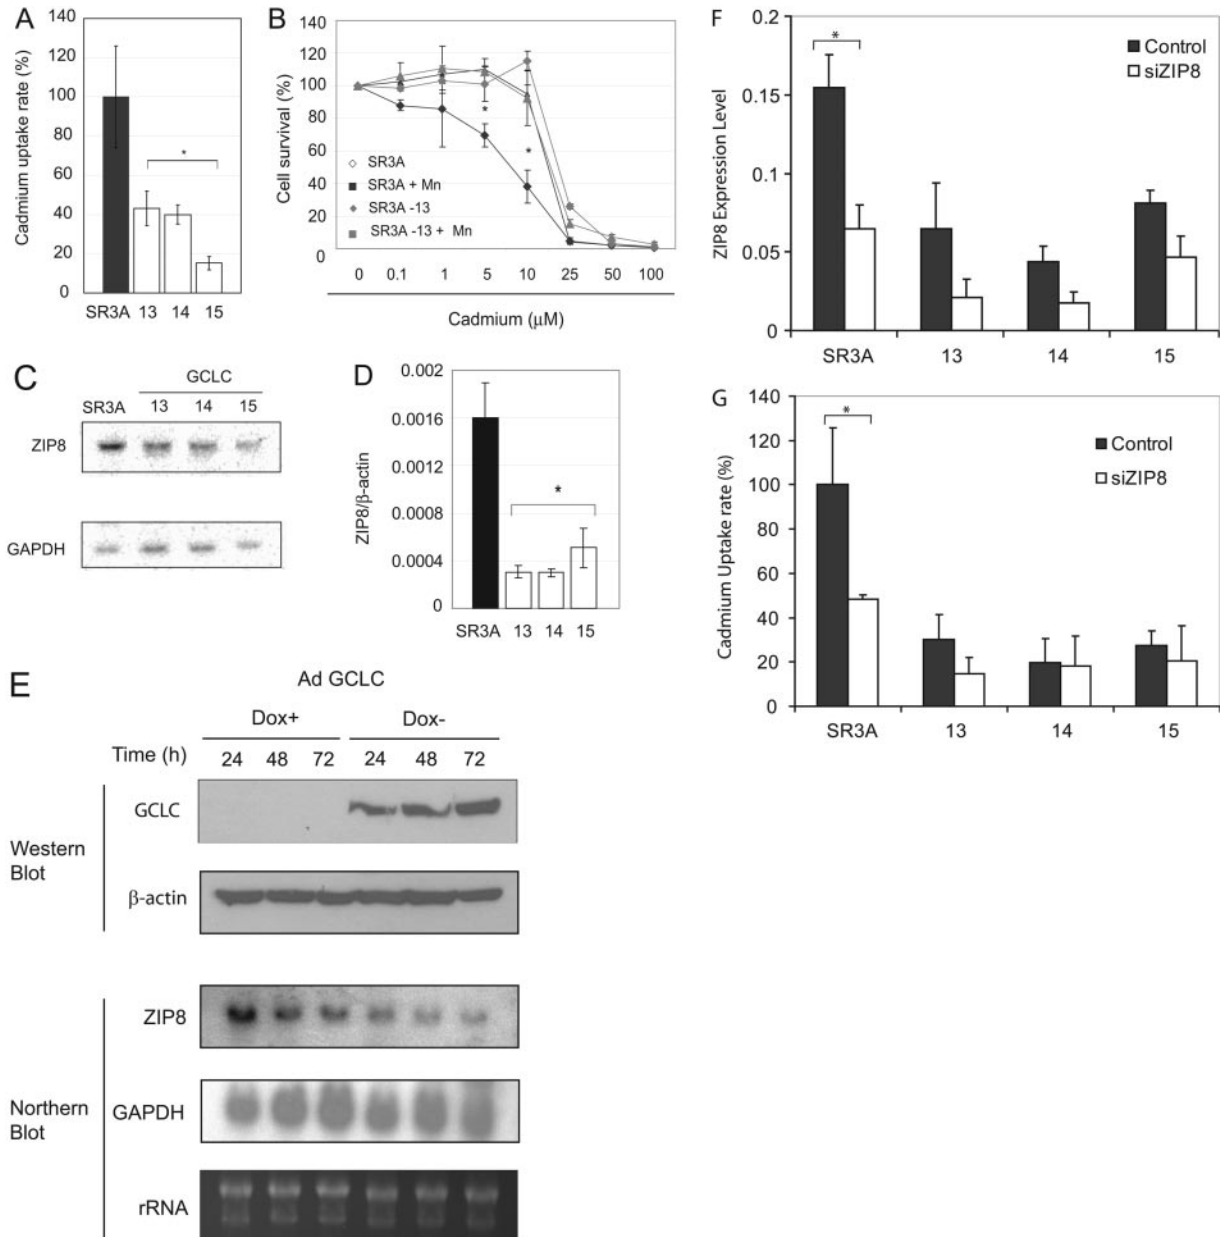 A
140
120
100
80
60
40
20
0
Cadmium uptake rate (%)
*
SR3A 13 14 15
B
140
120
100
80
60
40
20
0
Cell survival (%)
*
*
SR3A
SR3A + Mn
SR3A -13
SR3A -13 + Mn
0 0.1 1 5 10 25 50 100
Cadmium (μM)
C
GCLC
SR3A 13 14 15
ZIP8
GAPDH
D
0.002
0.0016
0.0012
0.0008
0.0004
0
ZIP8/β-actin
*
SR3A 13 14 15
E
Ad GCLC
Dox+ Dox-
Time (h) 24 48 72 24 48 72
Western
Blot
GCLC
β-actin
Northern
Blot
ZIP8
GAPDH
rRNA
F
0.2
0.15
0.1
0.05
0
ZIP8 Expression Level
*
Control
siZIP8
SR3A 13 14 15
G
140
120
100
80
60
40
20
0
Cadmium Uptake rate (%)
*
Control
siZIP8
SR3A 13 14 15